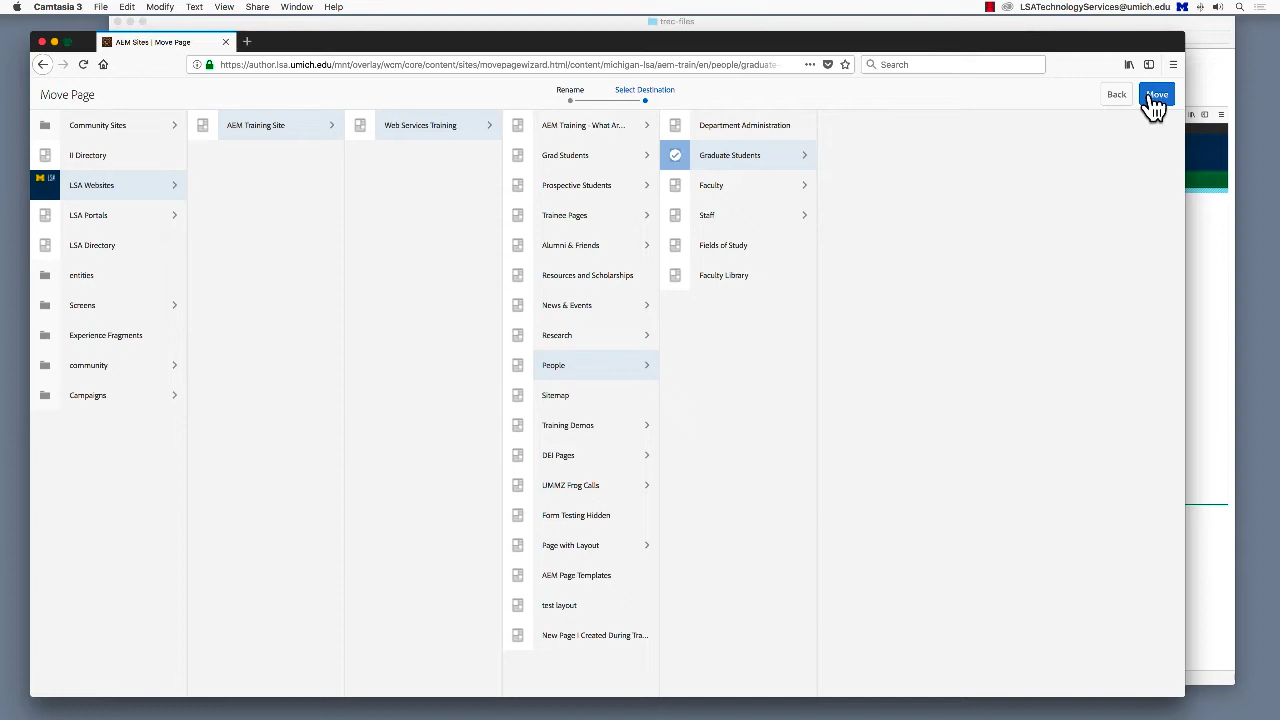 Camtasia 3 File Edit Modify Text View Share Window Help LSATechnologyServices@umich.edu
trec-files
AEM Sites | Move Page
https://author.lsa.umich.edu/mnt/overlay/wcm/core/content/sites/movepagewizard.html/content/michigan-lsa/aem-train/en/people/graduate- Search
Move Page Rename Select Destination Back Move
Community Sites AEM Training Site Web Services Training AEM Training - What Ar... Department Administration
II Directory Grad Students Graduate Students
LSA Websites Prospective Students Faculty
LSA Portals Trainee Pages Staff
LSA Directory Alumni & Friends Fields of Study
entities Resources and Scholarships Faculty Library
Screens News & Events
Experience Fragments Research
community People
Campaigns Sitemap
Training Demos
DEI Pages
UMMZ Frog Calls
Form Testing Hidden
Page with Layout
AEM Page Templates
test layout
New Page I Created During Tra...